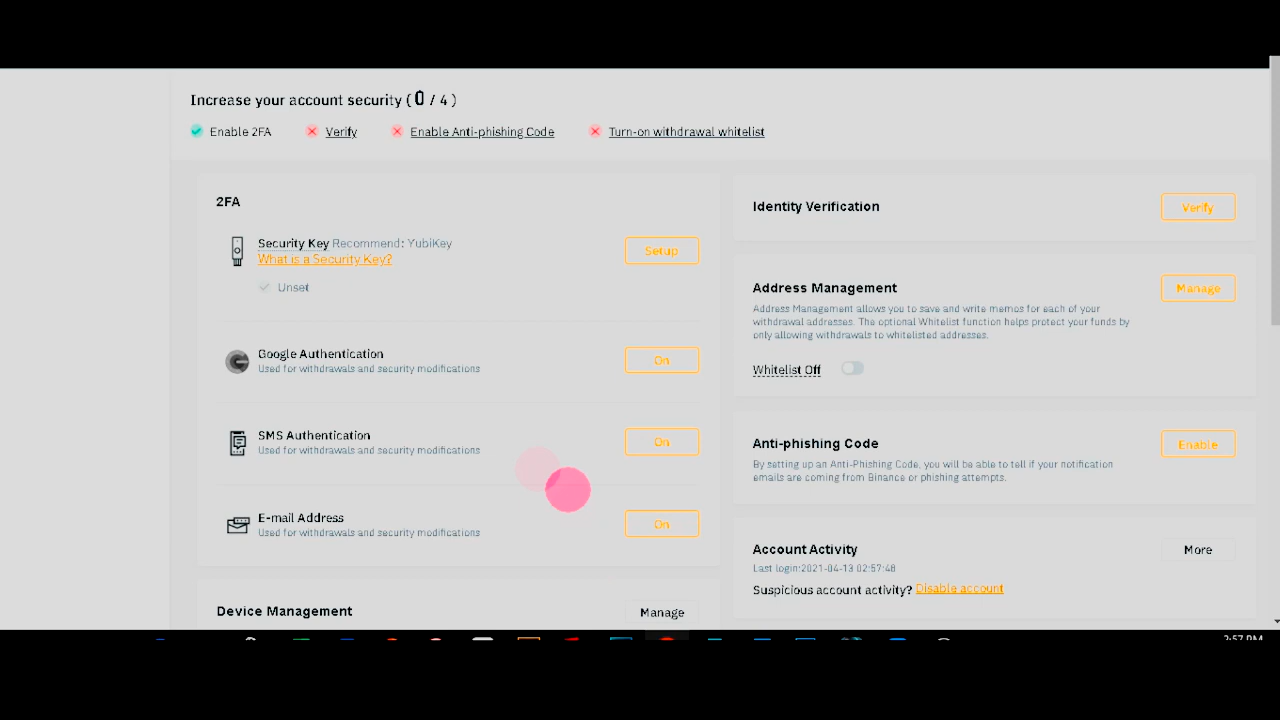 Increase your account security ( 0 / 4 )
Enable 2FA Verify Enable Anti-phishing Code Turn-on withdrawal whitelist
2FA
Security Key Recommend: YubiKey
What is a Security Key?
Setup
Unset
Google Authentication
Used for withdrawals and security modifications
On
SMS Authentication
Used for withdrawals and security modifications
On
E-mail Address
Used for withdrawals and security modifications
On
Device Management
Manage
Identity Verification
Verify
Address Management
Manage
Address Management allows you to save and write memos for each of your
withdrawal addresses. The optional Whitelist function helps protect your funds by
only allowing withdrawals to whitelisted addresses.
Whitelist Off
Anti-phishing Code
Enable
By setting up an Anti-Phishing Code, you will be able to tell if your notification
emails are coming from Binance or phishing attempts.
Account Activity
More
Last login:2021-04-13 02:57:48
Suspicious account activity? Disable account
2:57 PM